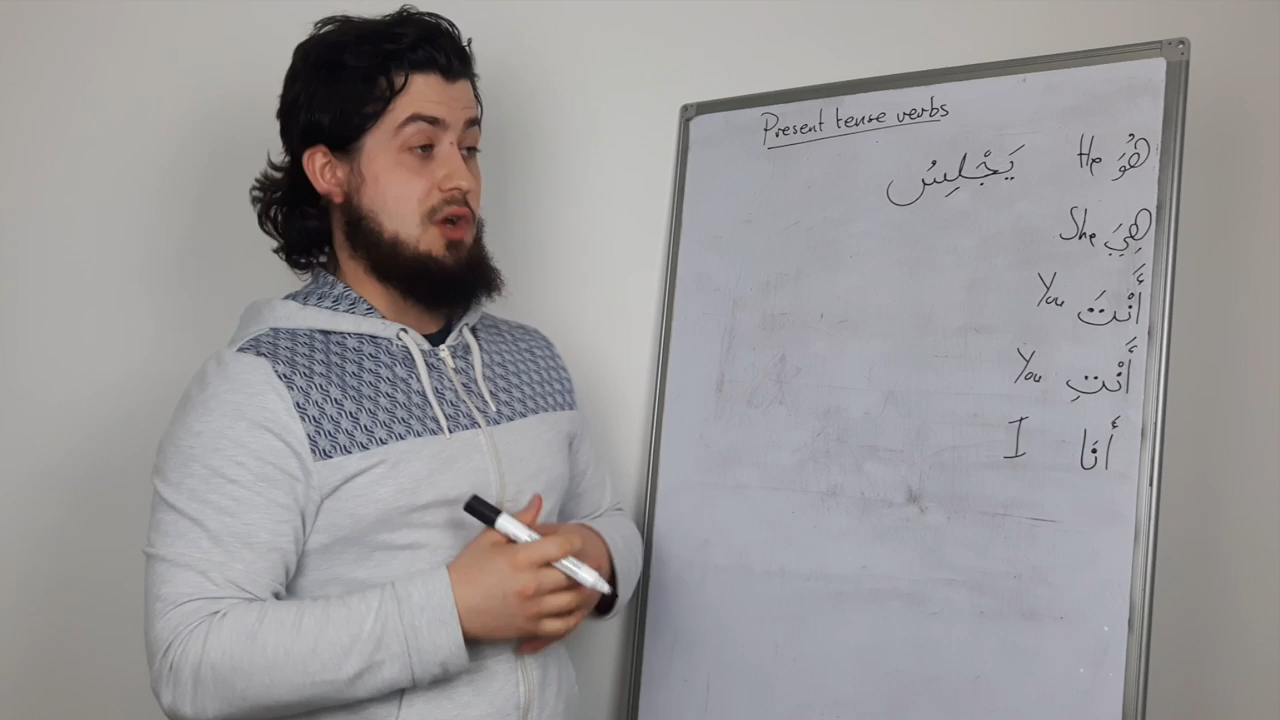 Present tense verbs
هُوَ He يَجْلِسُ
هِيَ She
أَنْتَ You
أَنْتِ You
أَنَا I